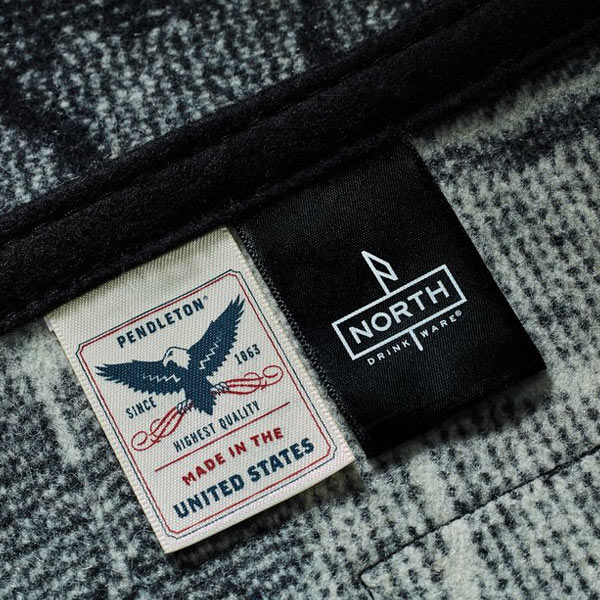 PENDLETON®
SINCE 1863
HIGHEST QUALITY
MADE IN THE
UNITED STATES
NORTH
DRINK WARE®